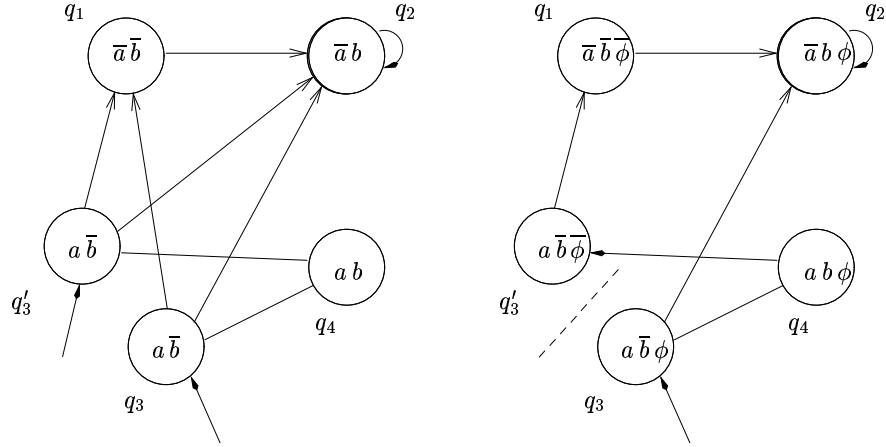 q₁ q₂ q₁ q₂
a̅ b̅ a̅ b a̅ b̅ φ̅ a̅ b φ
a b̅ a b a b̅ φ̅ a b φ
q₃′ q₄ q₃′ q₄
a b̅ a b̅ φ
q₃ q₃